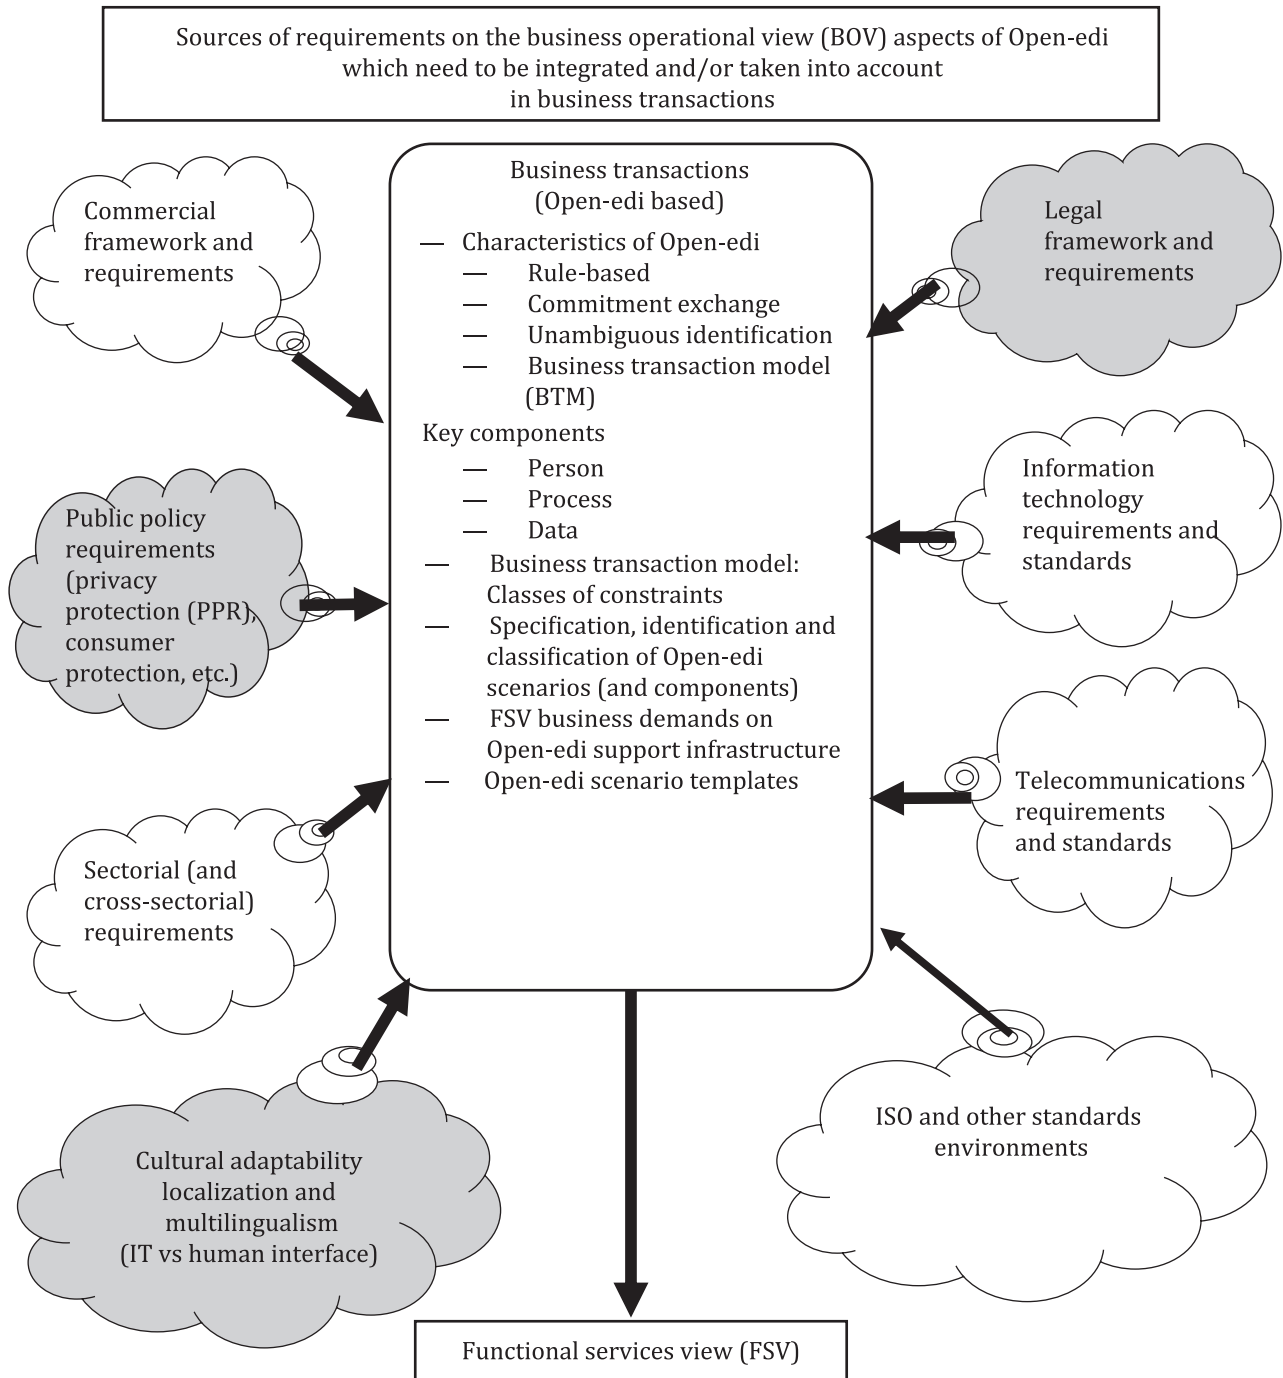 Sources of requirements on the business operational view (BOV) aspects of Open-edi
which need to be integrated and/or taken into account
in business transactions
Commercial
framework and
requirements
Public policy
requirements
(privacy
protection (PPR),
consumer
protection, etc.)
Sectorial (and
cross-sectorial)
requirements
Cultural adaptability
localization and
multilingualism
(IT vs human interface)
Business transactions
(Open-edi based)
— Characteristics of Open-edi
— Rule-based
— Commitment exchange
— Unambiguous identification
— Business transaction model
(BTM)
Key components
— Person
— Process
— Data
— Business transaction model:
Classes of constraints
— Specification, identification and
classification of Open-edi
scenarios (and components)
— FSV business demands on
Open-edi support infrastructure
— Open-edi scenario templates
Legal
framework and
requirements
Information
technology
requirements and
standards
Telecommunications
requirements
and standards
ISO and other standards
environments
Functional services view (FSV)